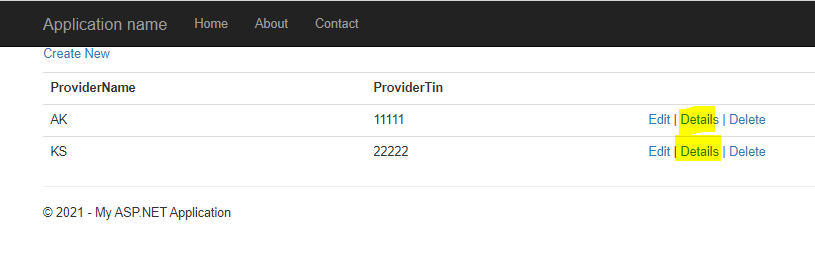 Application name Home About Contact
Create New
ProviderName ProviderTin
AK 11111 Edit | Details | Delete
KS 22222 Edit | Details | Delete
© 2021 - My ASP.NET Application